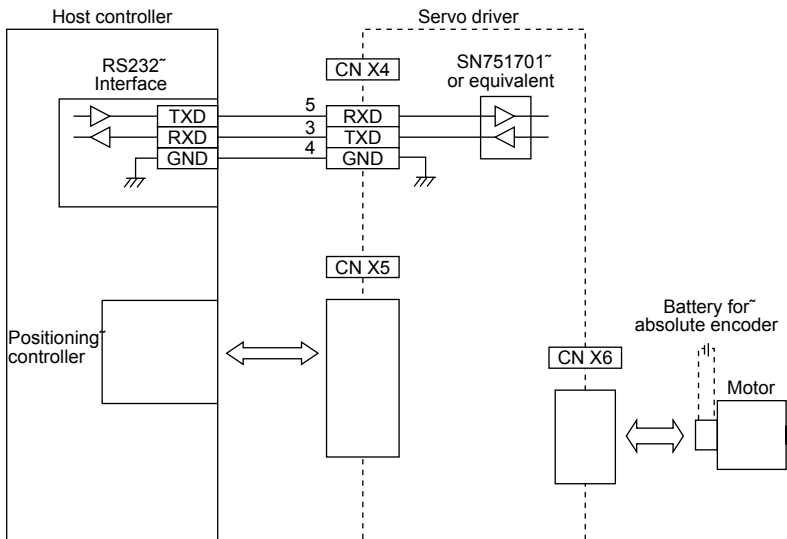 Host controller
Servo driver
RS232˜
Interface
CN X4
SN751701˜
or equivalent
TXD
5
RXD
RXD
3
TXD
GND
4
GND
CN X5
Positioning˜
controller
CN X6
Battery for˜
absolute encoder
Motor